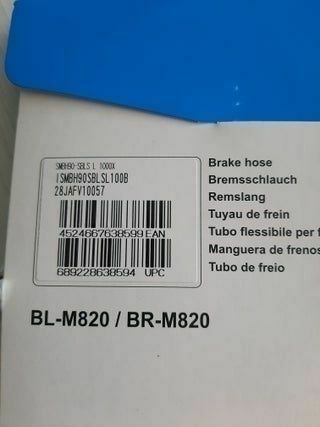 SMBH90-SBLS L 1000X
ISMBH90SBLSL100B
28JAFV10057
4524667638599 EAN
689228638594 UPC
Brake hose
Bremsschlauch
Remslang
Tuyau de frein
Tubo flessibile per f
Manguera de frenos
Tubo de freio
BL-M820 / BR-M820